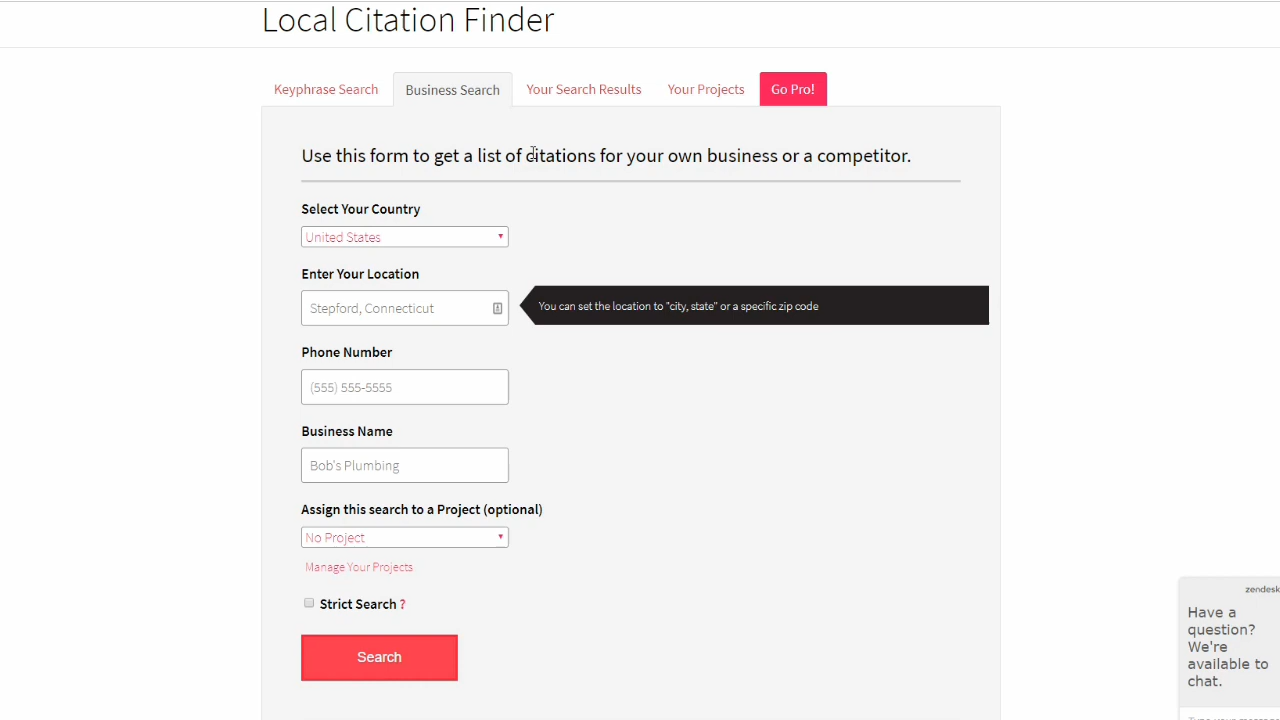 Local Citation Finder
Keyphrase Search Business Search Your Search Results Your Projects Go Pro!
Use this form to get a list of citations for your own business or a competitor.
Select Your Country
United States
Enter Your Location
Stepford, Connecticut
You can set the location to "city, state" or a specific zip code
Phone Number
(555) 555-5555
Business Name
Bob's Plumbing
Assign this search to a Project (optional)
No Project
Manage Your Projects
Strict Search ?
Search
zendesk
Have a
question?
We're
available to
chat.